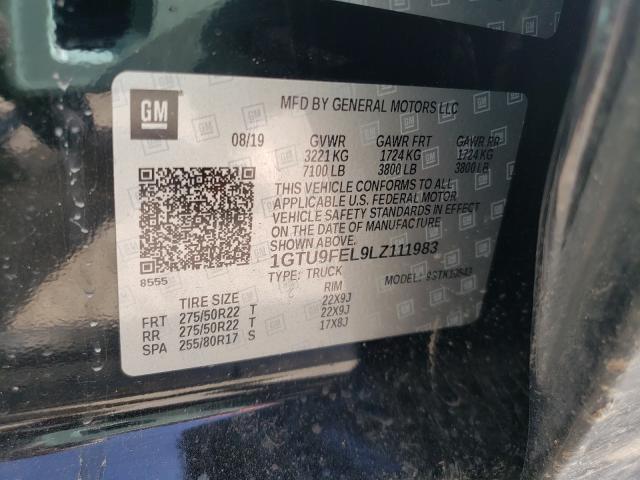 GM
MFD BY GENERAL MOTORS LLC
08/19 GVWR GAWR FRT GAWR RR
3221 KG 1724 KG 1724 KG
7100 LB 3800 LB 3800 LB
THIS VEHICLE CONFORMS TO ALL
APPLICABLE U.S. FEDERAL MOTOR
VEHICLE SAFETY STANDARDS IN EFFECT
ON THE DATE OF MANUFACTURE
SHOWN ABOVE.
1GTU9FEL9LZ111983
8555
TYPE: TRUCK MODEL:
TIRE SIZE RIM
FRT 275/50R22 T 22X9J
RR 275/50R22 T 22X9J
SPA 255/80R17 S 17X8J